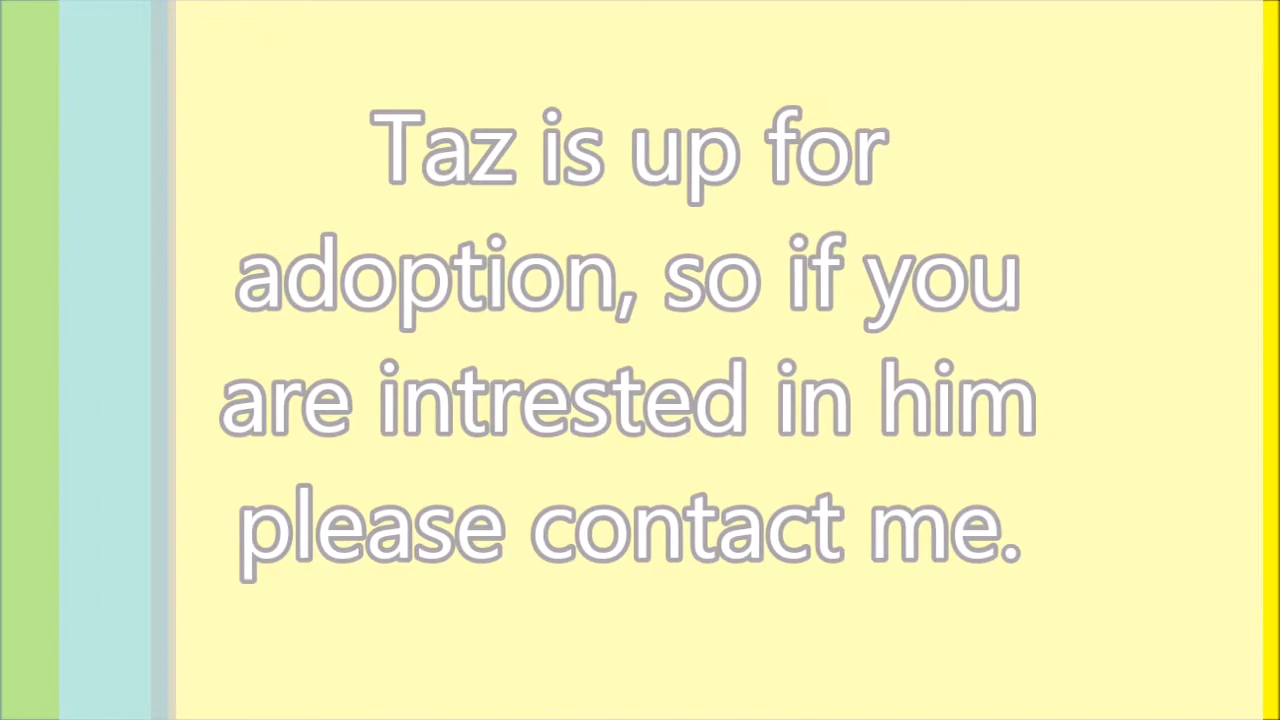 Taz is up for
adoption, so if you
are intrested in him
please contact me.